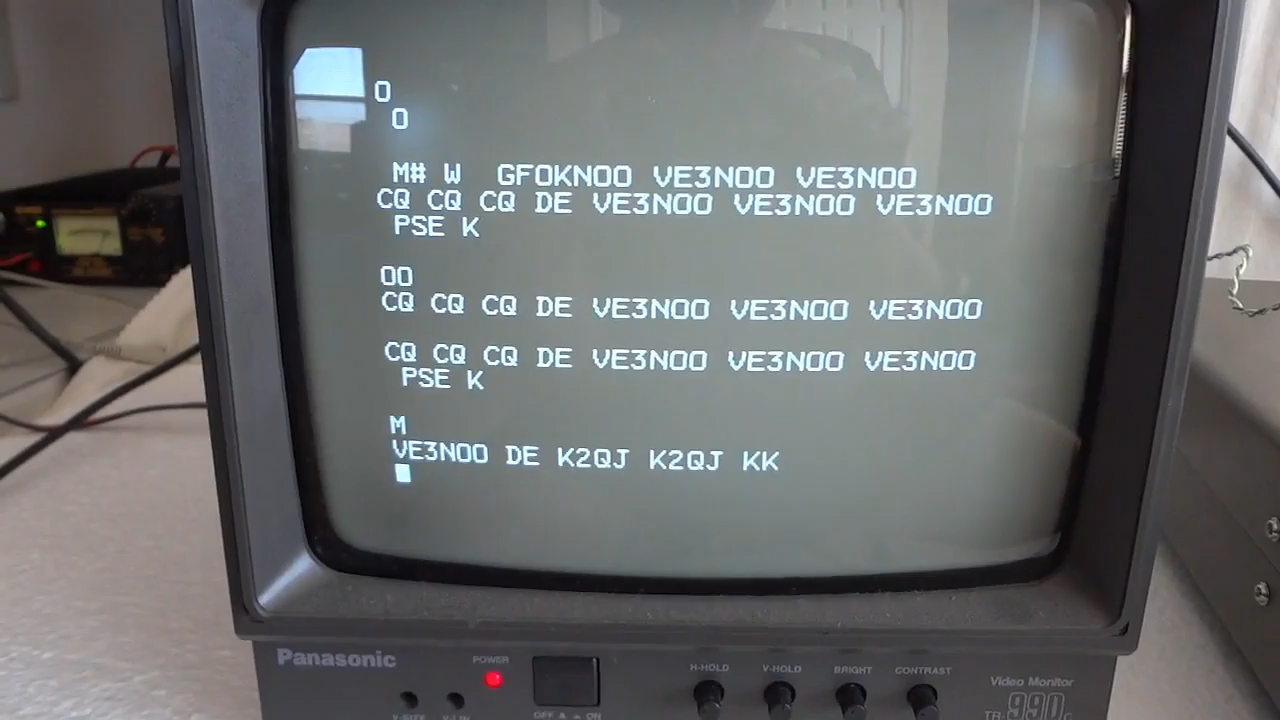 O
O
M# W GFOKNOO VE3NOO VE3NOO
CQ CQ CQ DE VE3NOO VE3NOO VE3NOO
PSE K
OO
CQ CQ CQ DE VE3NOO VE3NOO VE3NOO
CQ CQ CQ DE VE3NOO VE3NOO VE3NOO
PSE K
M
VE3NOO DE K2QJ K2QJ KK
Panasonic
POWER
OFF ON
H-HOLD V-HOLD BRIGHT CONTRAST
Video Monitor